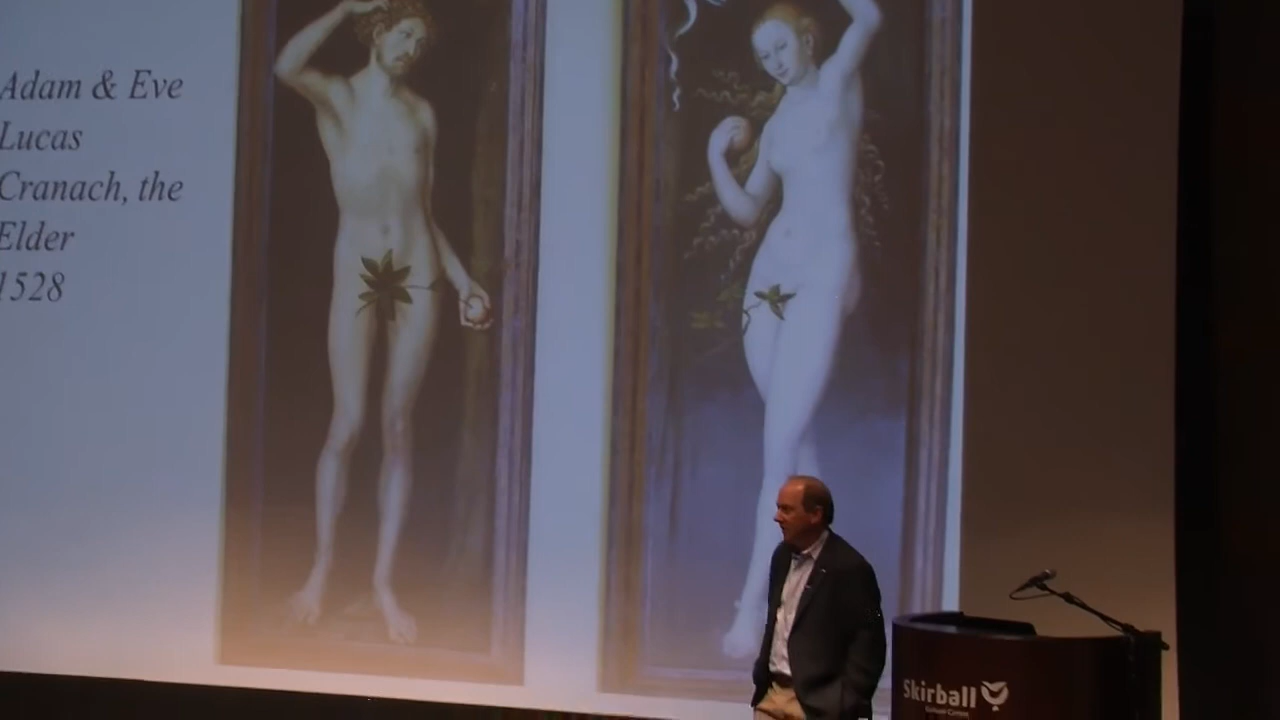 Adam & Eve
Lucas
Cranach, the
Elder
1528
Skirball